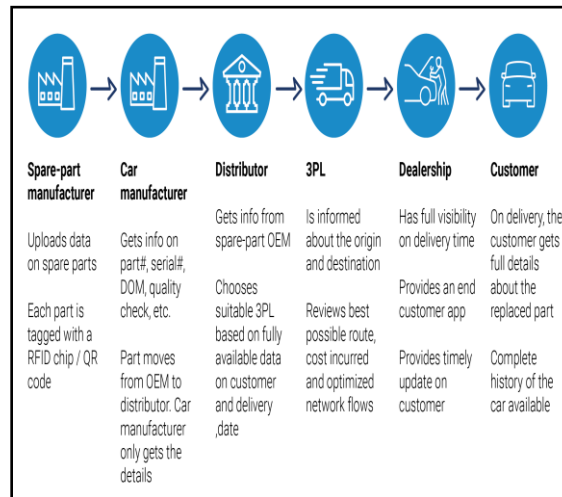 Spare-part
manufacturer
Uploads data
on spare parts
Each part is
tagged with a
RFID chip / QR
code
Car
manufacturer
Gets info on
part#, serial#,
DOM, quality
check, etc.
Part moves
from OEM to
distributor. Car
manufacturer
only gets the
details
Distributor
Gets info from
spare-part OEM
Chooses
suitable 3PL
based on fully
available data
on customer
and delivery
,date
3PL
Is informed
about the origin
and destination
Reviews best
possible route,
cost incurred
and optimized
network flows
Dealership
Has full visibility
on delivery time
Provides an end
customer app
Provides timely
update on
customer
Customer
On delivery, the
customer gets
full details
about the
replaced part
Complete
history of the
car available